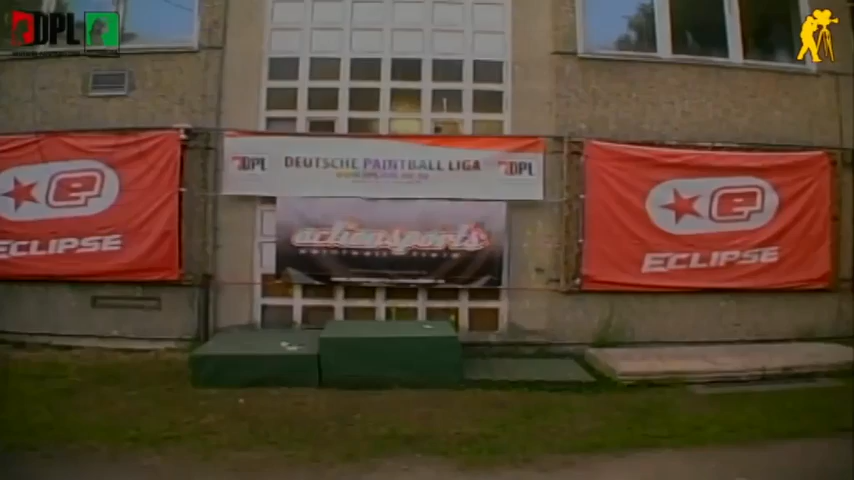 DPL
DPL DEUTSCHE PAINTBALL LIGA DPL
actionsports
e
ECLIPSE
e
ECLIPSE